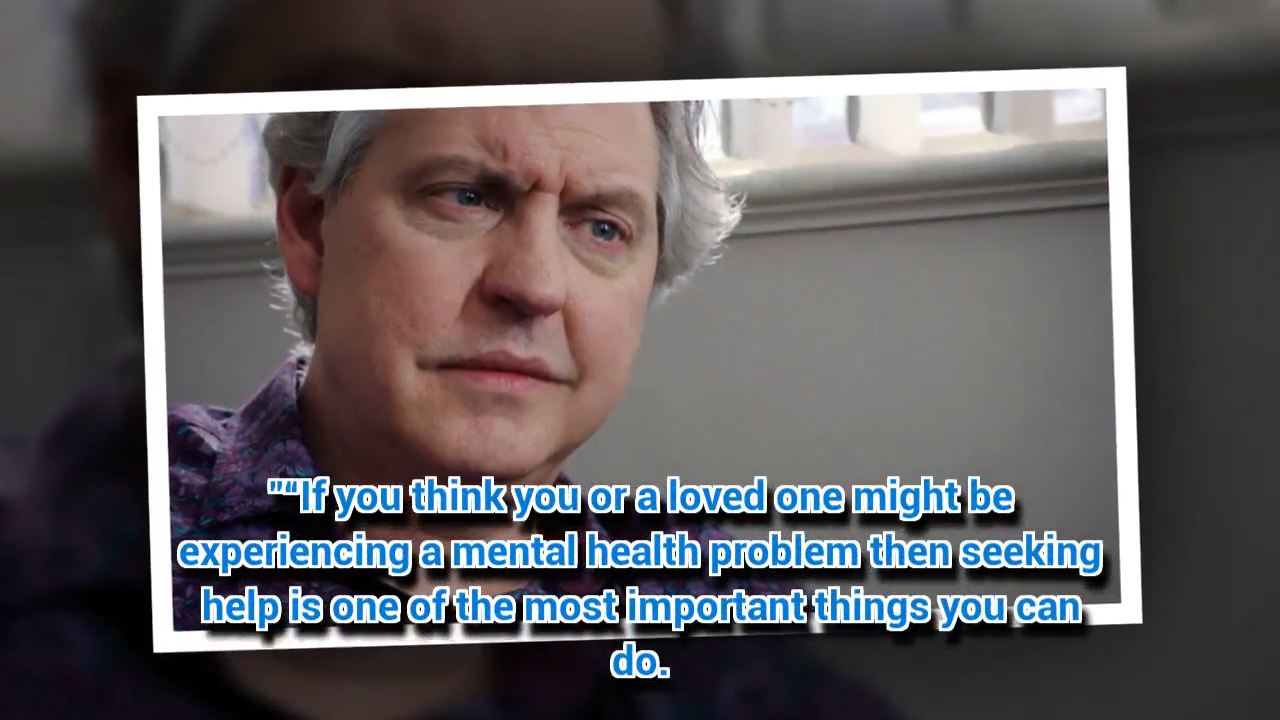 "“If you think you or a loved one might be
experiencing a mental health problem then seeking
help is one of the most important things you can
do.